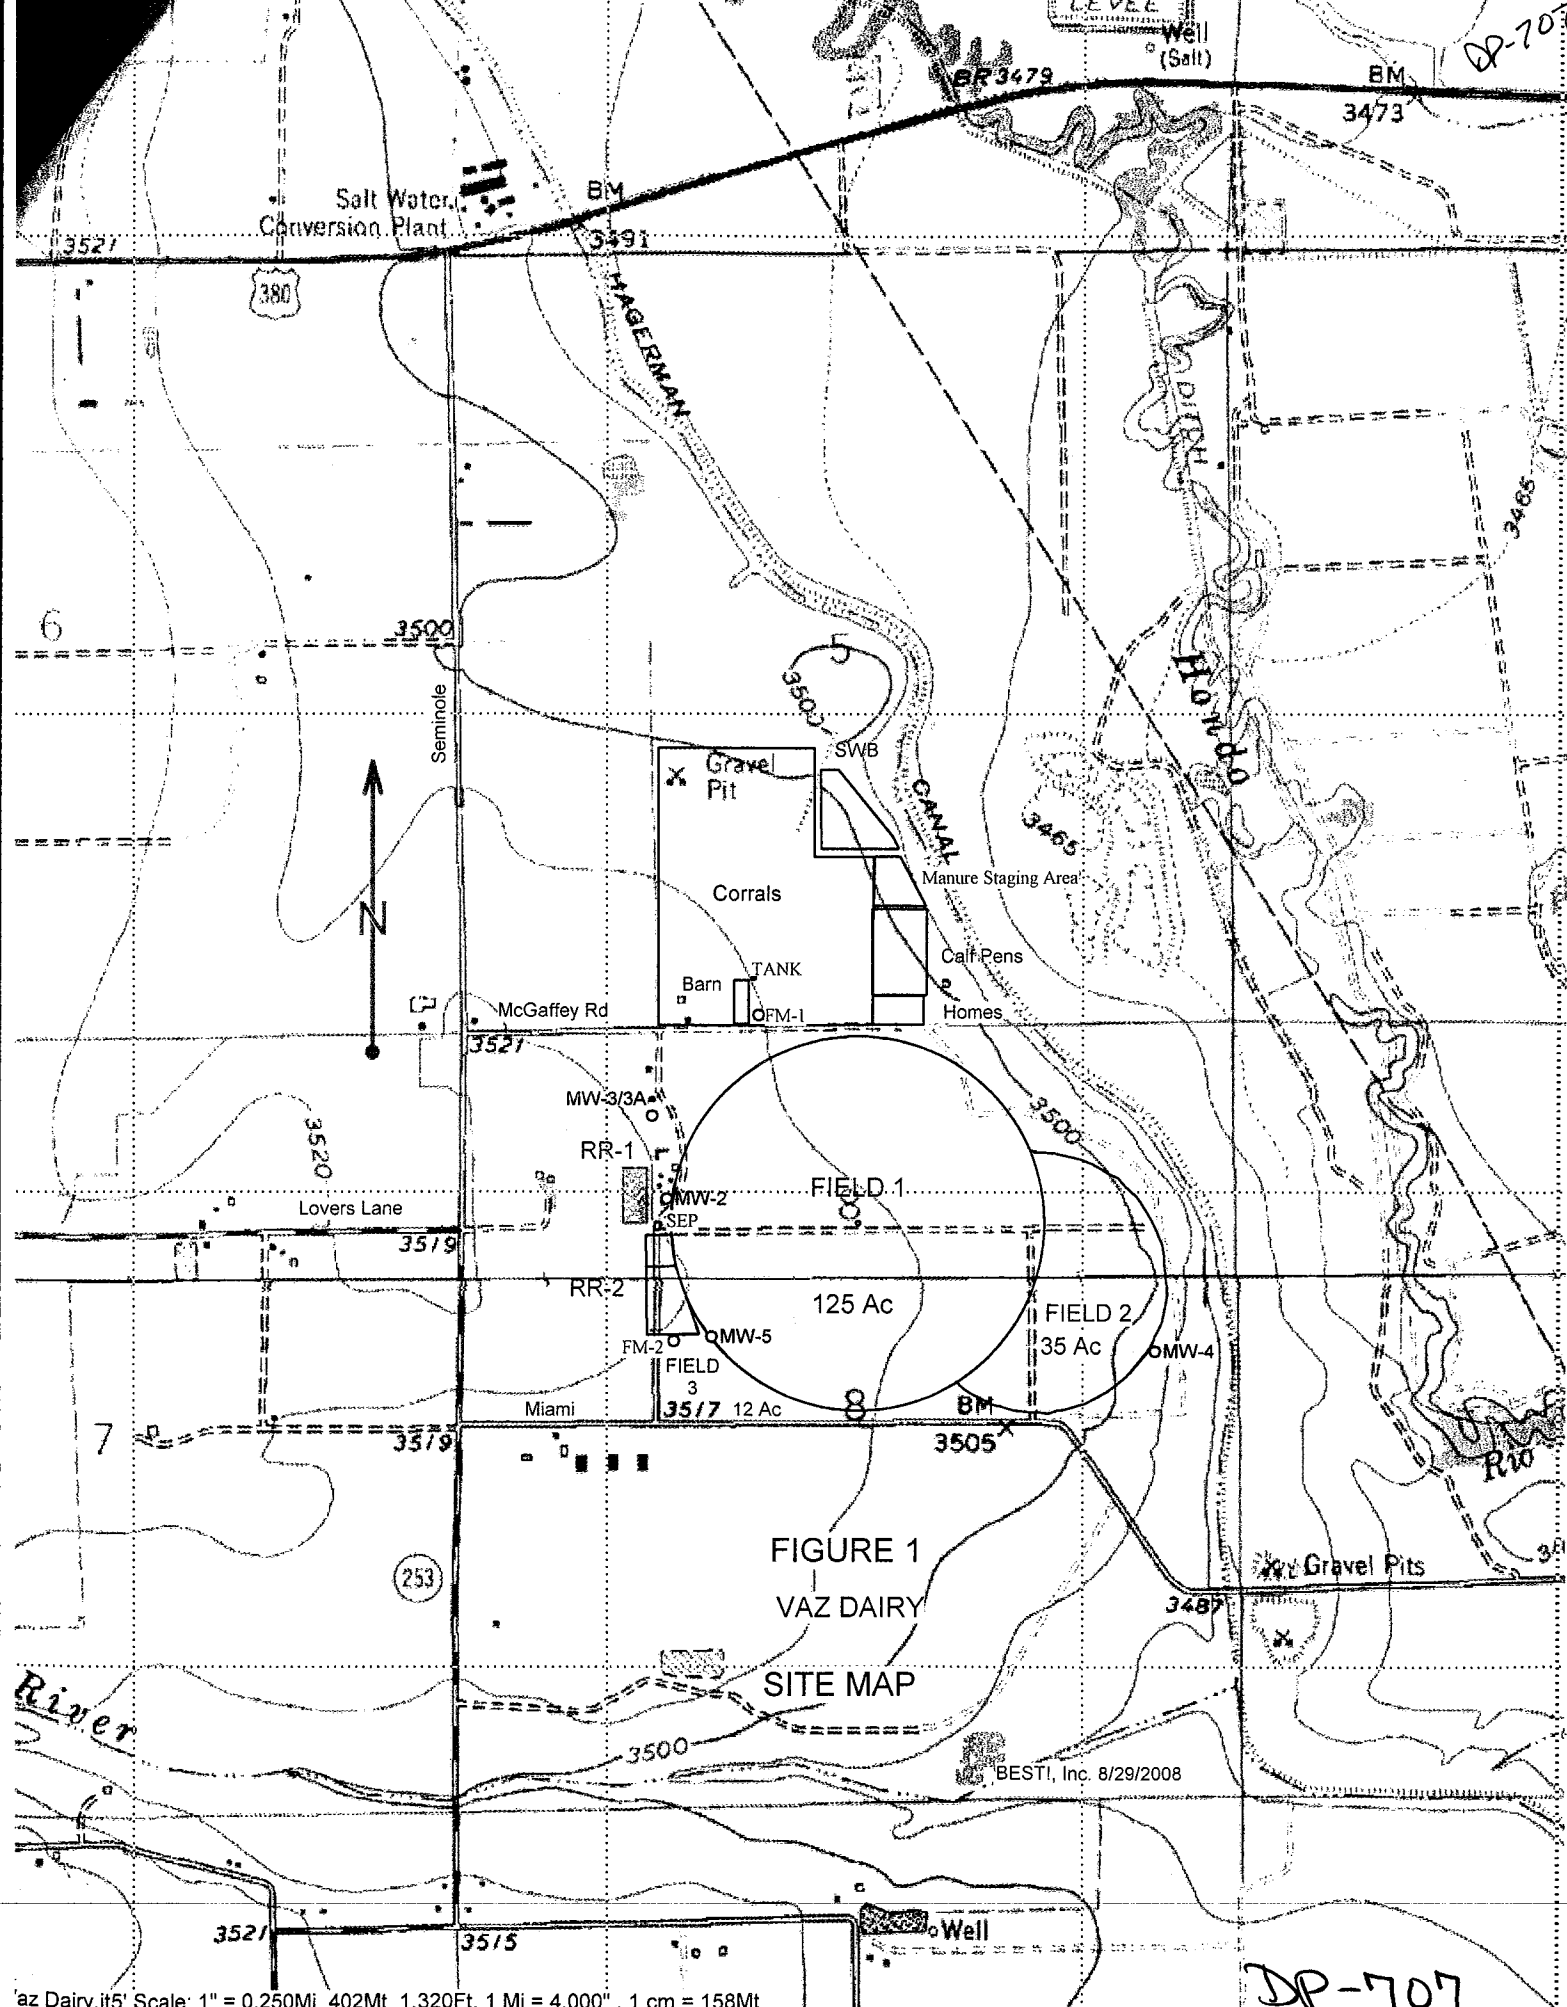 LEVEE
Well
(Salt)
DP-707
BR 3479
BM
3473
Salt Water
Conversion Plant
BM
3491
3521
380
HAGERMAN
DITCH
3465
6
3500
5
3500
Hondo
Seminole
SWB
Gravel
Pit
CANAL
3465
Manure Staging Area
Corrals
N
Calf Pens
TANK
Barn
McGaffey Rd
FM-1
Homes
3521
MW-3/3A
3500
3520
RR-1
FIELD 1
8
MW-2
SEP
Lovers Lane
3519
RR-2
125 Ac
FIELD 2
35 Ac
MW-5
FM-2
MW-4
FIELD
3
Miami
3517
12 Ac
8
BM
3505
7
3519
Rio
FIGURE 1
253
Gravel Pits
VAZ DAIRY
3487
SITE MAP
River
3500
BEST!, Inc. 8/29/2008
3521
3515
Well
DP-707
'az Dairy.jt5' Scale: 1" = 0.250Mi 402Mt 1,320Ft, 1 Mi = 4.000" , 1 cm = 158Mt